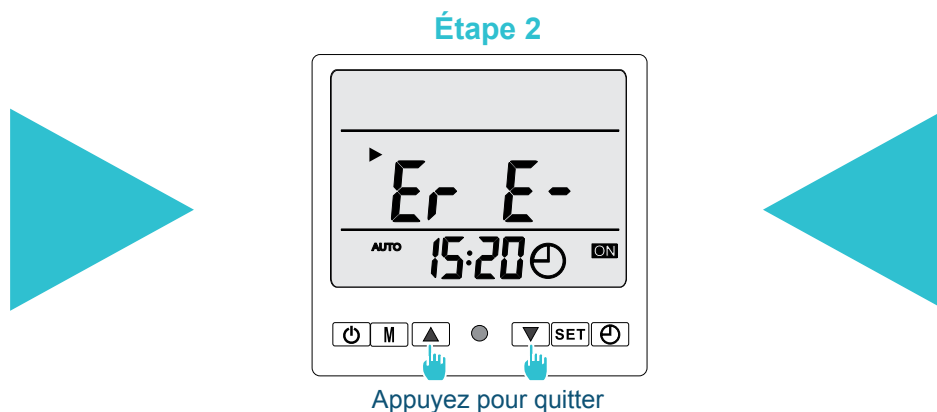 Étape 2
Er E-
AUTO 15:20 ON
M SET
Appuyez pour quitter